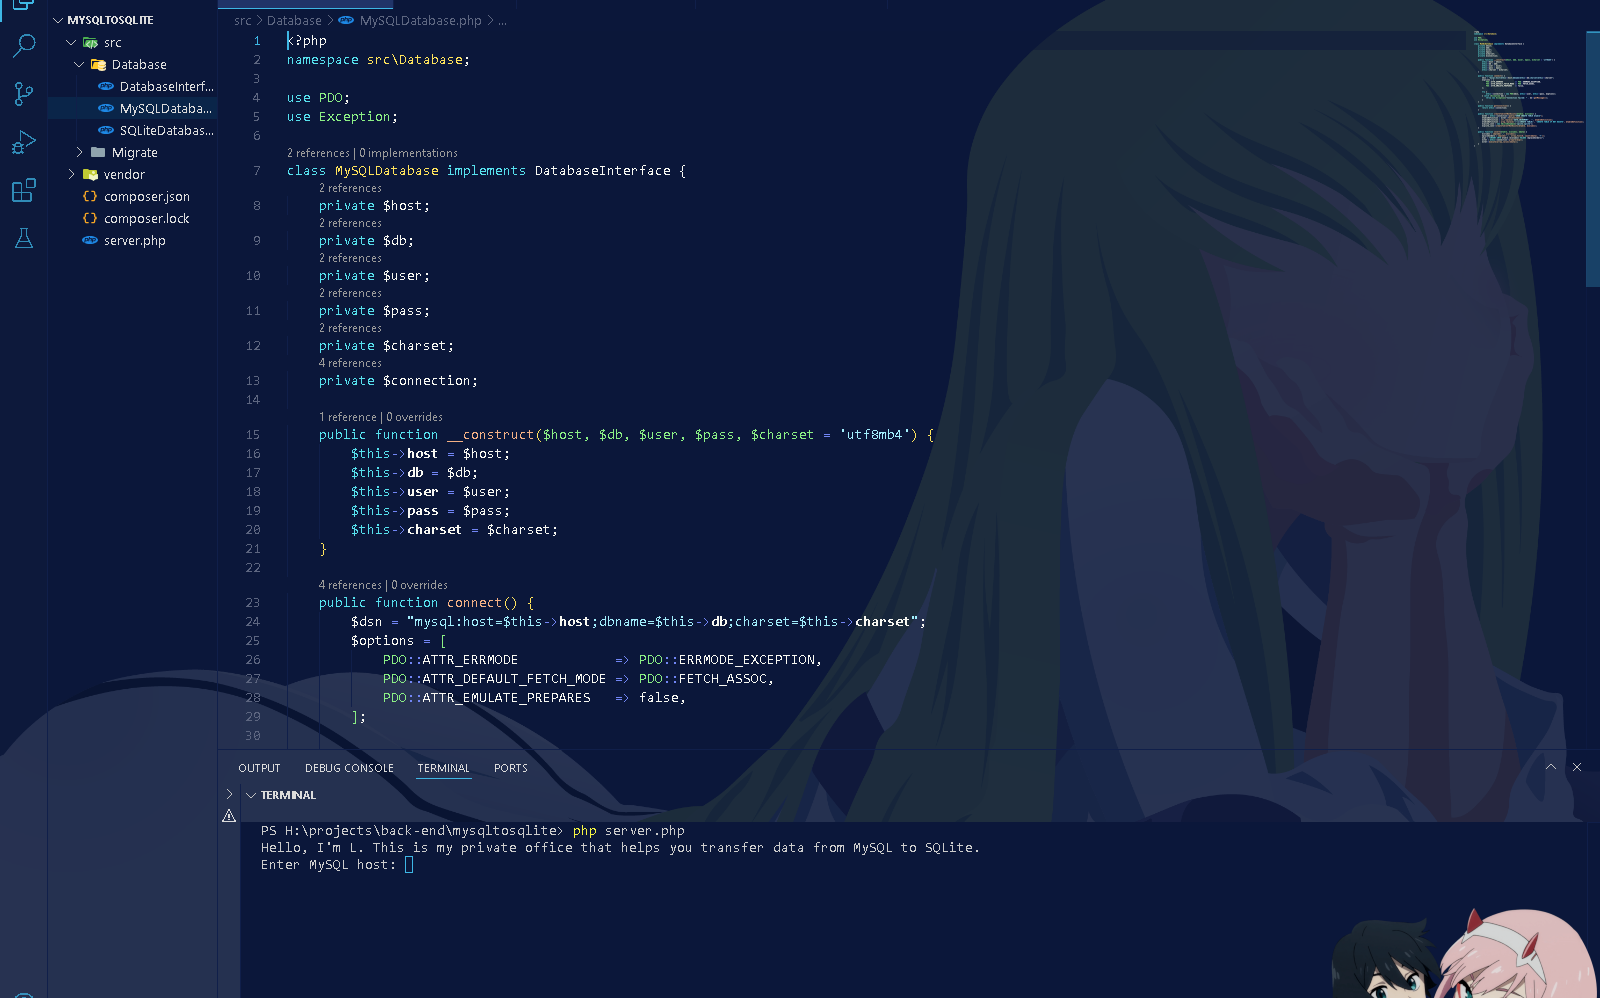 MYSQLTOSQLITE
src
Database
DatabaseInterf...
MySQLDataba...
SQLiteDatabas...
Migrate
vendor
composer.json
composer.lock
server.php
src > Database > MySQLDatabase.php > ...
1 <?php
2 namespace src\Database;
3
4 use PDO;
5 use Exception;
6
2 references | 0 implementations
7 class MySQLDatabase implements DatabaseInterface {
2 references
8 private $host;
2 references
9 private $db;
2 references
10 private $user;
2 references
11 private $pass;
2 references
12 private $charset;
4 references
13 private $connection;
14
1 reference | 0 overrides
15 public function __construct($host, $db, $user, $pass, $charset = 'utf8mb4') {
16 $this->host = $host;
17 $this->db = $db;
18 $this->user = $user;
19 $this->pass = $pass;
20 $this->charset = $charset;
21 }
22
4 references | 0 overrides
23 public function connect() {
24 $dsn = "mysql:host=$this->host;dbname=$this->db;charset=$this->charset";
25 $options = [
26 PDO::ATTR_ERRMODE => PDO::ERRMODE_EXCEPTION,
27 PDO::ATTR_DEFAULT_FETCH_MODE => PDO::FETCH_ASSOC,
28 PDO::ATTR_EMULATE_PREPARES => false,
29 ];
30
OUTPUT DEBUG CONSOLE TERMINAL PORTS
TERMINAL
PS H:\projects\back-end\mysqltosqlite> php server.php
Hello, I'm L. This is my private office that helps you transfer data from MySQL to SQLite.
Enter MySQL host: